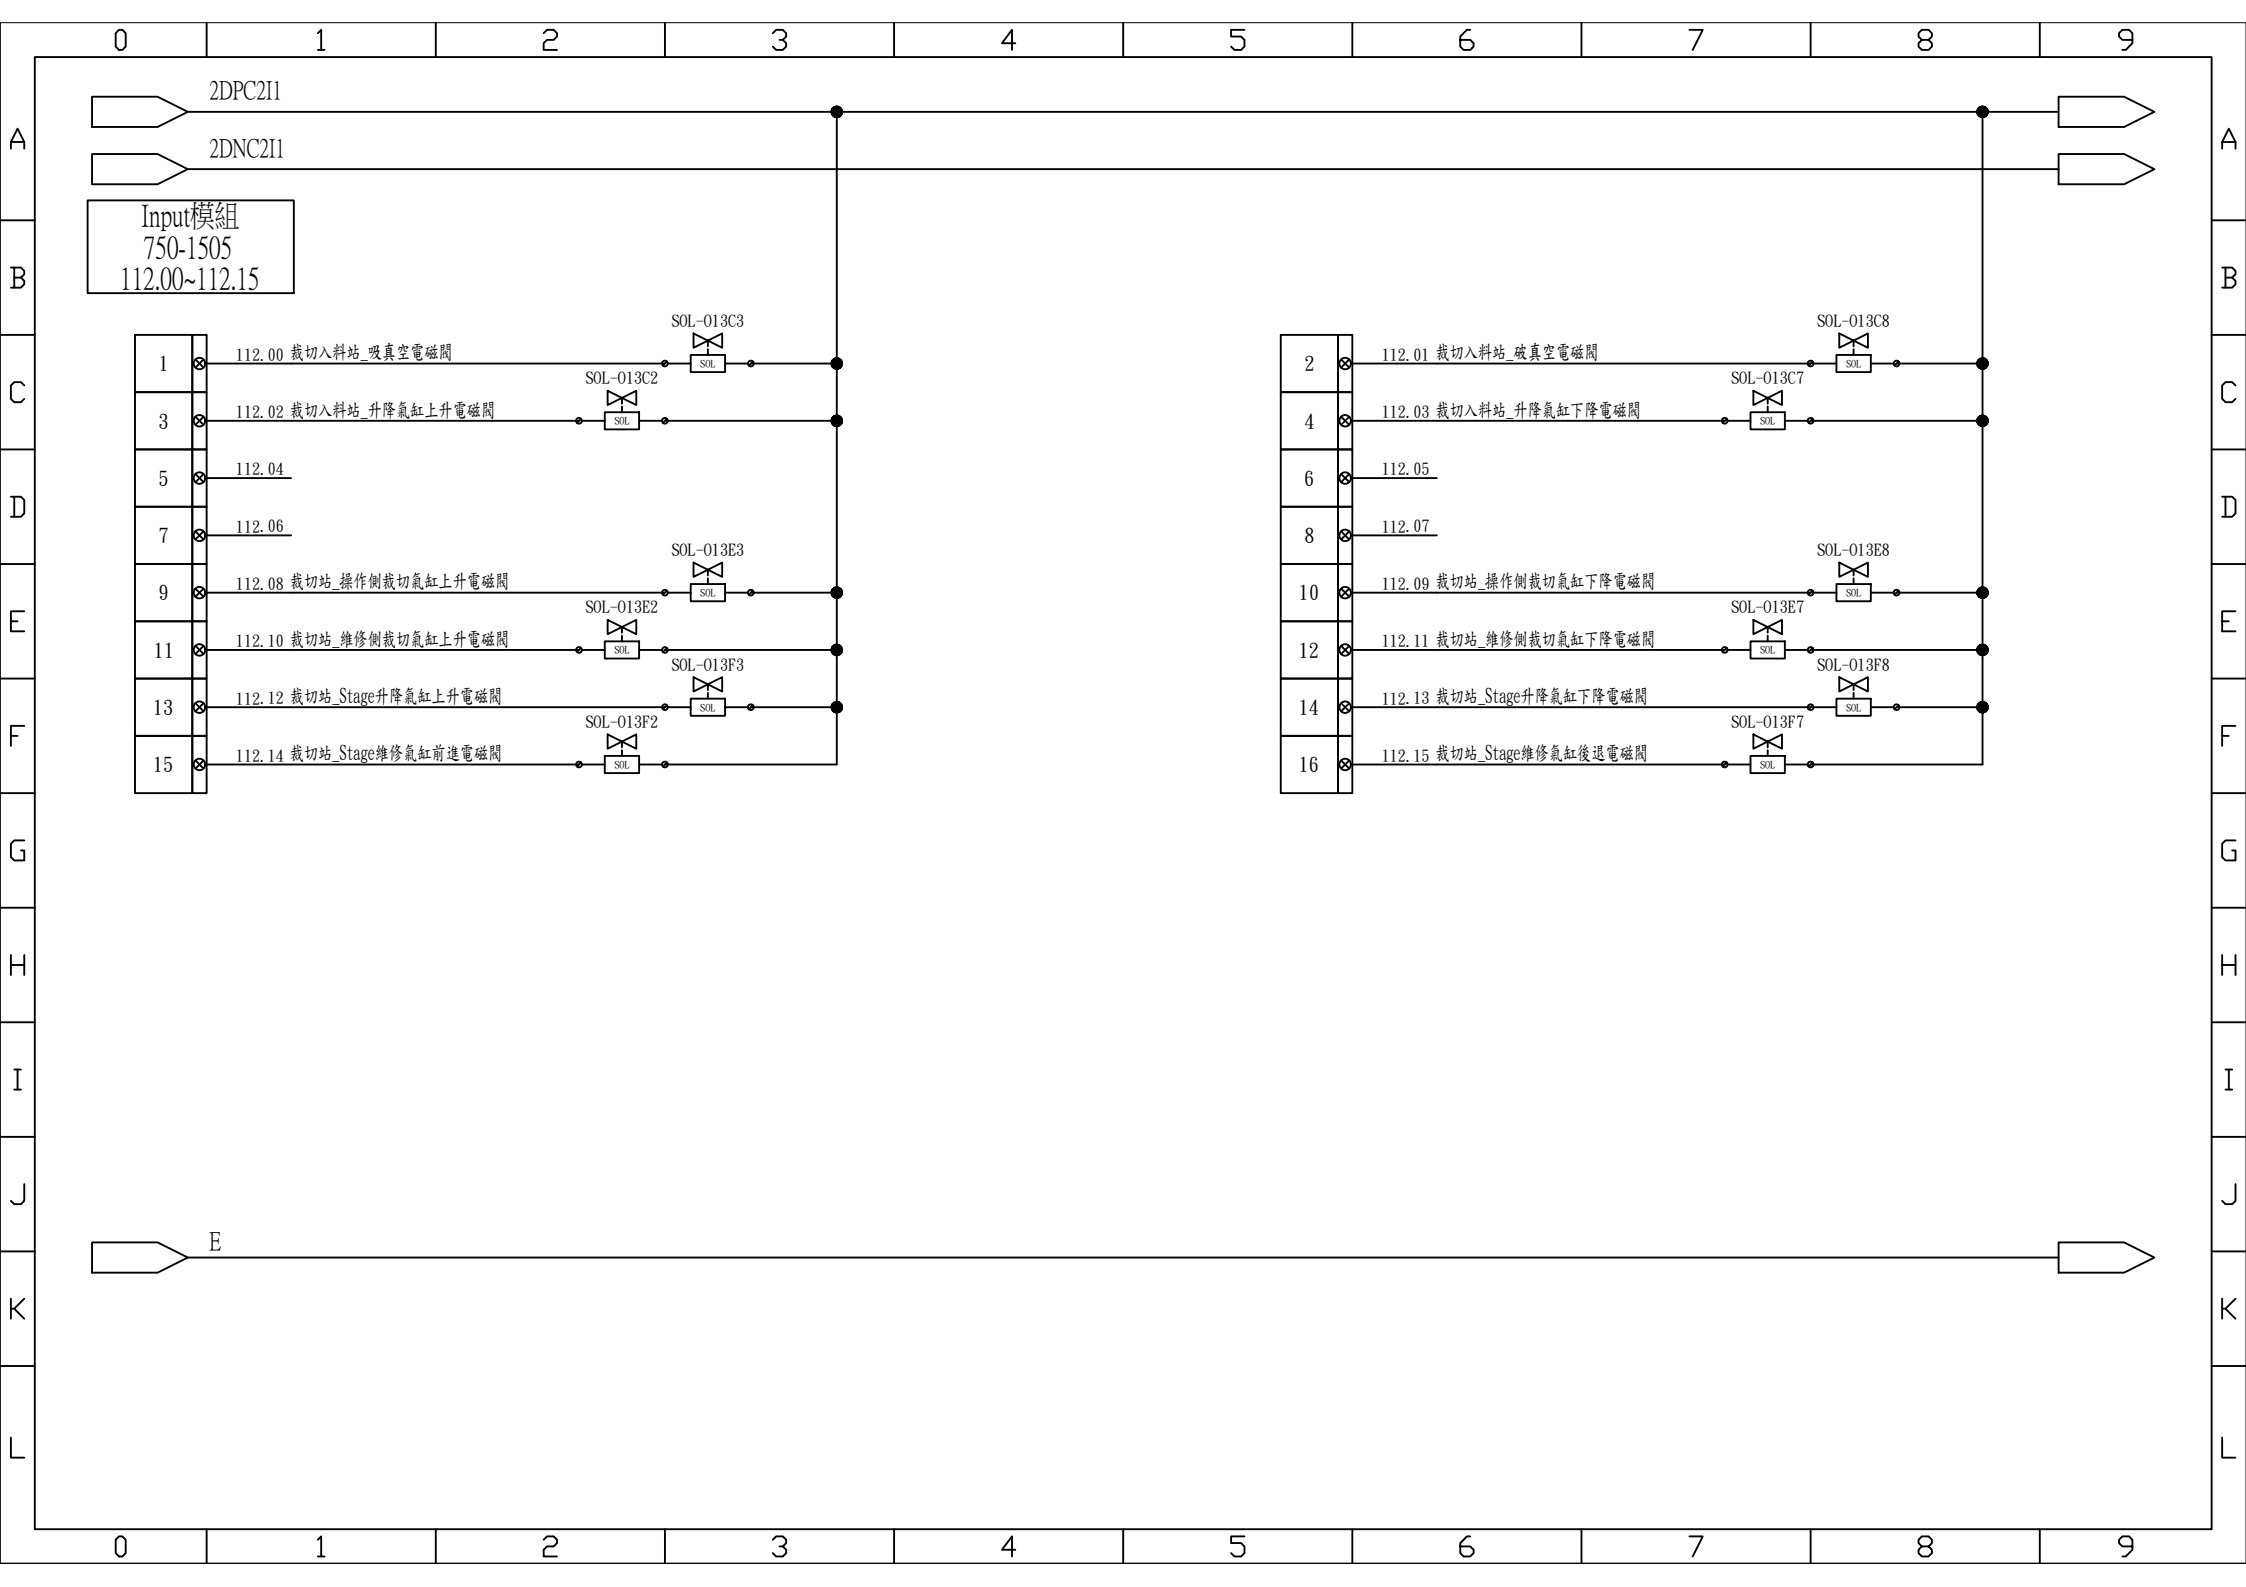 0 1 2 3 4 5 6 7 8 9
2DPC2I1
A A
2DNC2I1
Input模組
750-1505
112.00~112.15
B B
SOL-013C3 SOL-013C8
1 112.00 裁切入料站_吸真空電磁閥 SOL 2 112.01 裁切入料站_破真空電磁閥 SOL
C SOL-013C2 SOL-013C7 C
3 112.02 裁切入料站_升降氣缸上升電磁閥 SOL 4 112.03 裁切入料站_升降氣缸下降電磁閥 SOL
5 112.04 6 112.05
D D
7 112.06 8 112.07
SOL-013E3 SOL-013E8
9 112.08 裁切站_操作側裁切氣缸上升電磁閥 SOL 10 112.09 裁切站_操作側裁切氣缸下降電磁閥 SOL
E SOL-013E2 SOL-013E7 E
11 112.10 裁切站_維修側裁切氣缸上升電磁閥 SOL 12 112.11 裁切站_維修側裁切氣缸下降電磁閥 SOL
SOL-013F3 SOL-013F8
13 112.12 裁切站_Stage升降氣缸上升電磁閥 SOL 14 112.13 裁切站_Stage升降氣缸下降電磁閥 SOL
F SOL-013F2 SOL-013F7 F
15 112.14 裁切站_Stage維修氣缸前進電磁閥 SOL 16 112.15 裁切站_Stage維修氣缸後退電磁閥 SOL
G G
H H
I I
J J
E
K K
L L
0 1 2 3 4 5 6 7 8 9